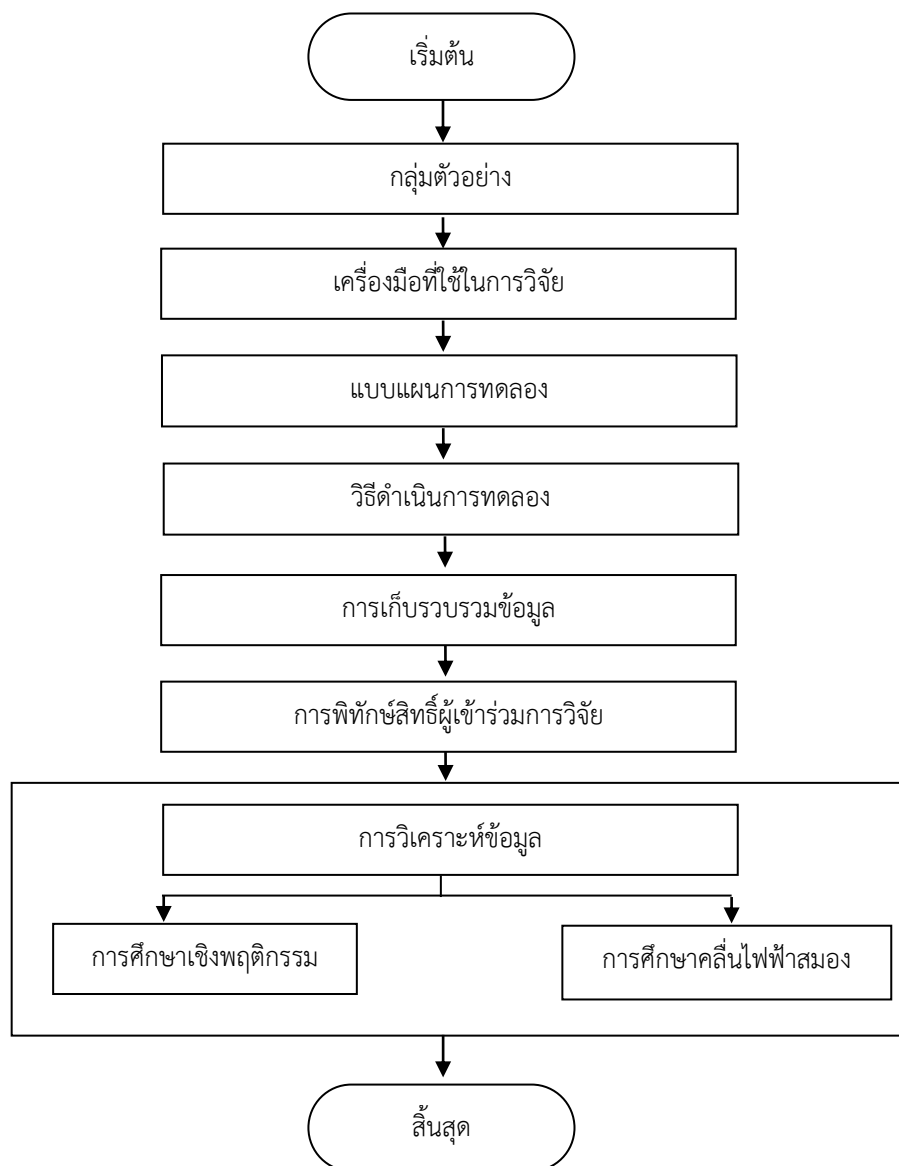 เริ่มต้น
กลุ่มตัวอย่าง
เครื่องมือที่ใช้ในการวิจัย
แบบแผนการทดลอง
วิธีดำเนินการทดลอง
การเก็บรวบรวมข้อมูล
การพิทักษ์สิทธิ์ผู้เข้าร่วมการวิจัย
การวิเคราะห์ข้อมูล
การศึกษาเชิงพฤติกรรม
การศึกษาคลื่นไฟฟ้าสมอง
สิ้นสุด